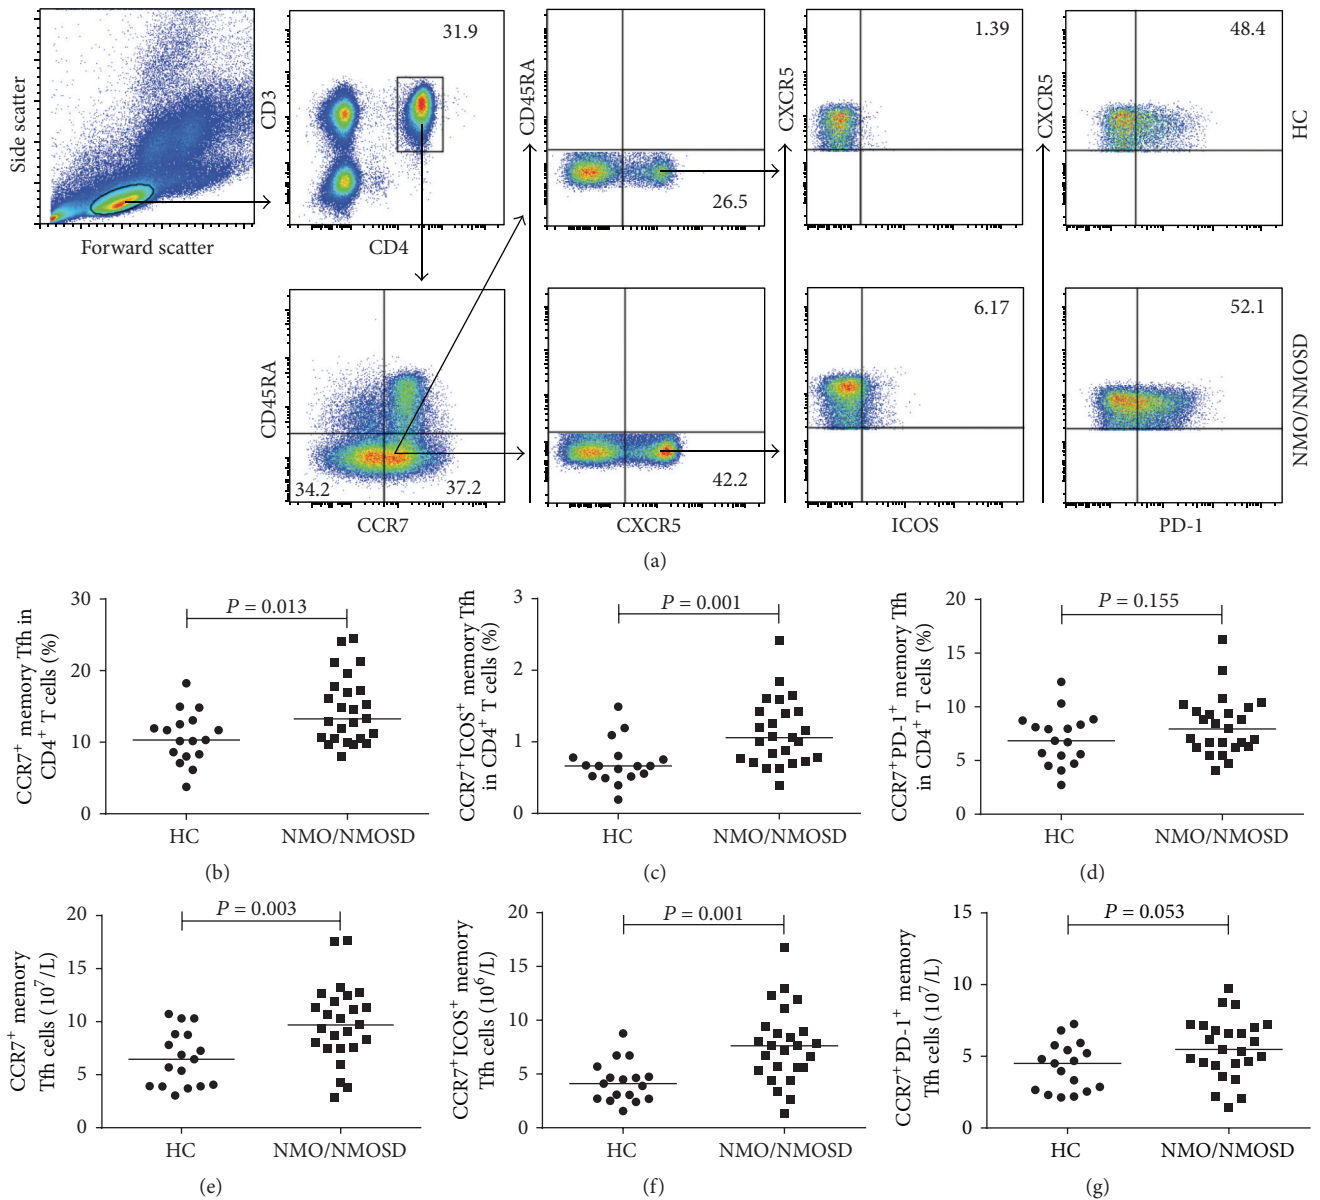 Side scatter
Forward scatter
CD3
31.9
CD4
CD45RA
26.5
CXCR5
1.39
CXCR5
48.4
HC
CD45RA
34.2
37.2
CCR7
42.2
CXCR5
6.17
ICOS
52.1
PD-1
NMO/NMOSD
(a)
CCR7+ memory Tfh in
CD4+ T cells (%)
30
20
10
0
P = 0.013
HC
NMO/NMOSD
(b)
CCR7+ICOS+ memory Tfh
in CD4+ T cells (%)
3
2
1
0
P = 0.001
HC
NMO/NMOSD
(c)
CCR7+PD-1+ memory Tfh
in CD4+ T cells (%)
20
15
10
5
0
P = 0.155
HC
NMO/NMOSD
(d)
CCR7+ memory
Tfh cells (10^7/L)
20
15
10
5
0
P = 0.003
HC
NMO/NMOSD
(e)
CCR7+ICOS+ memory
Tfh cells (10^6/L)
20
15
10
5
0
P = 0.001
HC
NMO/NMOSD
(f)
CCR7+PD-1+ memory
Tfh cells (10^7/L)
15
10
5
0
P = 0.053
HC
NMO/NMOSD
(g)